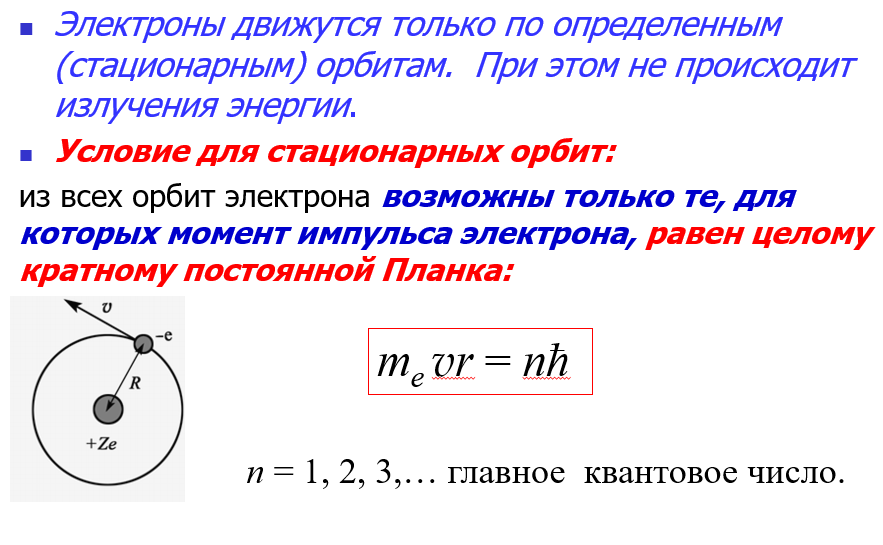 Электроны движутся только по определенным
(стационарным) орбитам. При этом не происходит
излучения энергии.
Условие для стационарных орбит:
из всех орбит электрона возможны только те, для
которых момент импульса электрона, равен целому
кратному постоянной Планка:
υ
–e
R
+Ze
mₑ υr = nħ
n = 1, 2, 3,… главное квантовое число.